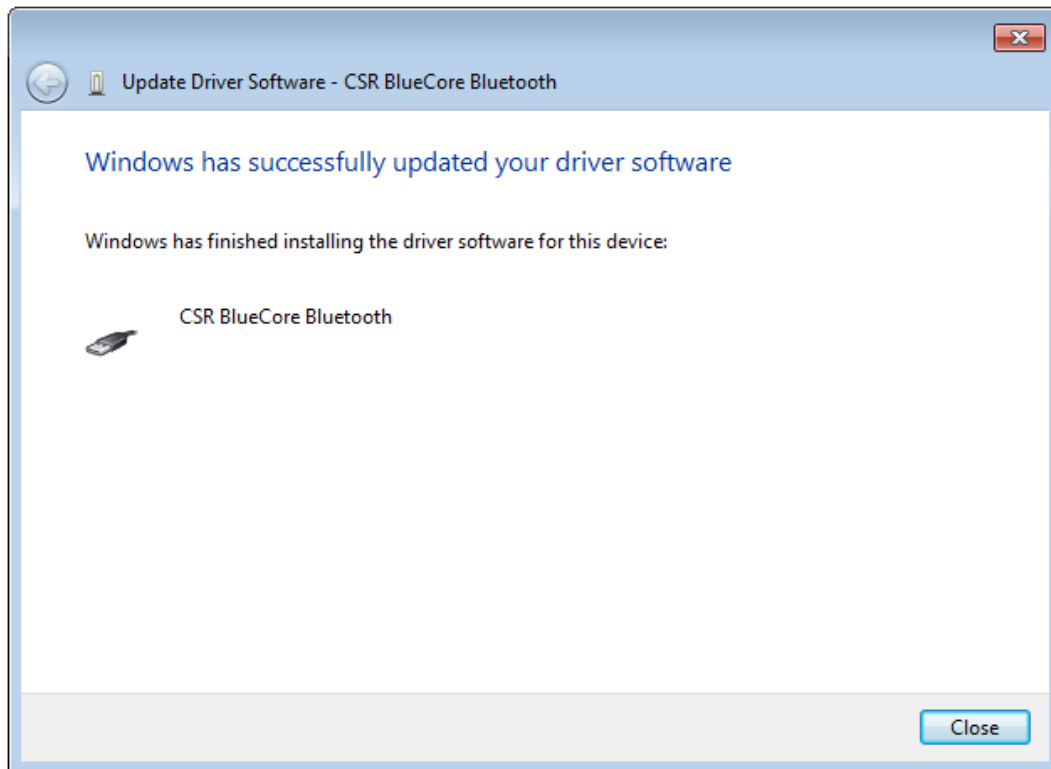 Update Driver Software - CSR BlueCore Bluetooth
Windows has successfully updated your driver software
Windows has finished installing the driver software for this device:
CSR BlueCore Bluetooth
Close